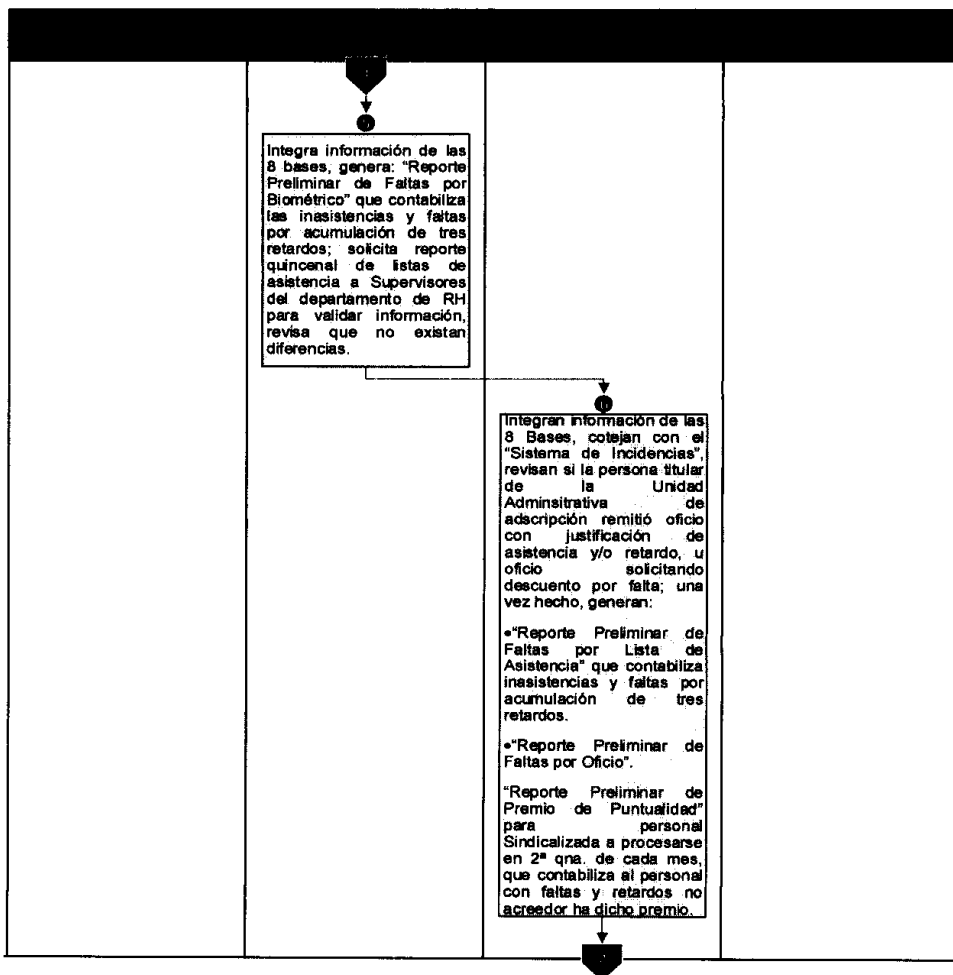 Integra información de las
8 bases, genera: "Reporte
Preliminar de Faltas por
Biométrico" que contabiliza
las inasistencias y faltas
por acumulación de tres
retardos; solicita reporte
quincenal de listas de
asistencia a Supervisores
del departamento de RH
para validar información,
revisa que no existan
diferencias.
Integran información de las
8 Bases, cotejan con el
"Sistema de Incidencias",
revisan si la persona titular
de la Unidad
Adminsitrativa de
adscripción remitió oficio
con justificación de
asistencia y/o retardo, u
oficio solicitando
descuento por falta; una
vez hecho, generan:
•"Reporte Preliminar de
Faltas por Lista de
Asistencia" que contabiliza
inasistencias y faltas por
acumulación de tres
retardos.
•"Reporte Preliminar de
Faltas por Oficio".
"Reporte Preliminar de
Premio de Puntualidad"
para personal
Sindicalizada a procesarse
en 2ª qna. de cada mes,
que contabiliza al personal
con faltas y retardos no
acreedor ha dicho premio.